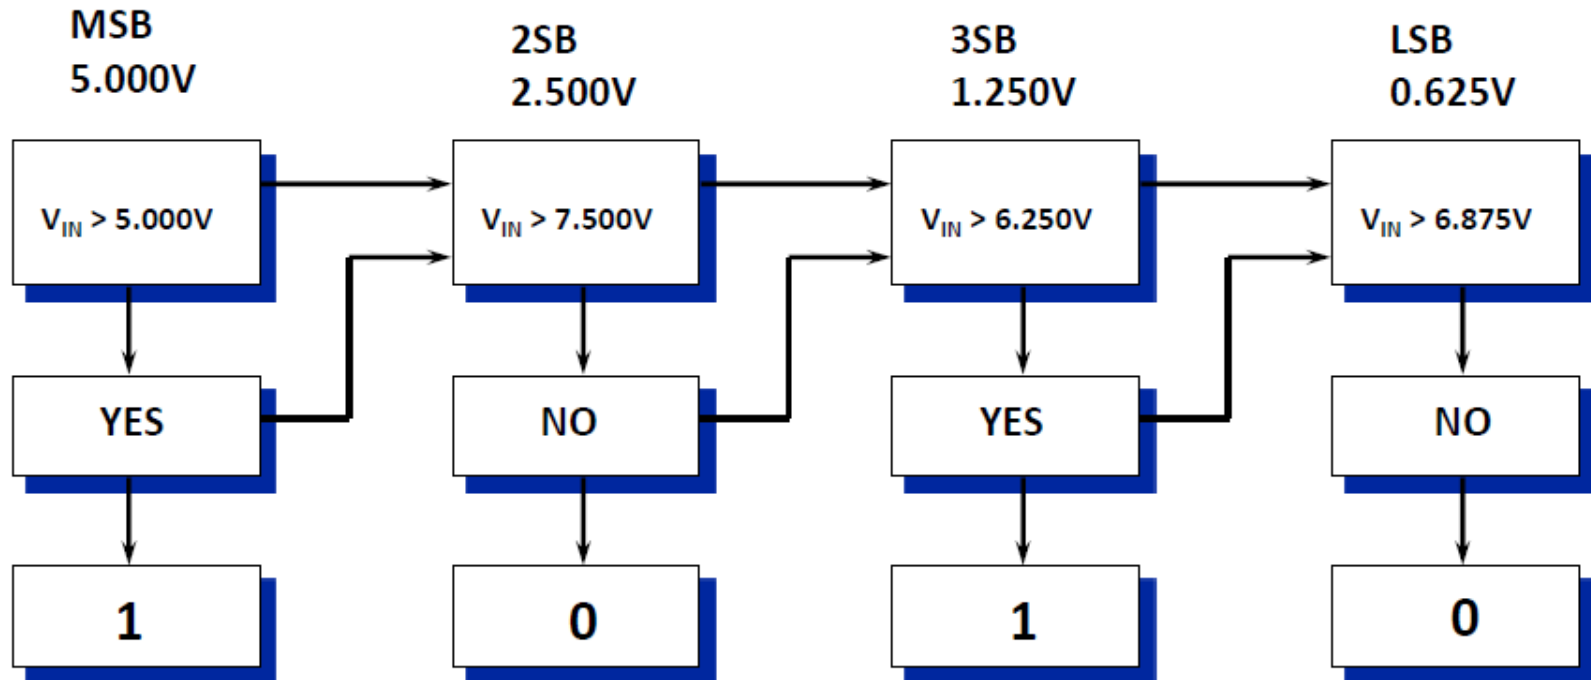 MSB
5.000V
2SB
2.500V
3SB
1.250V
LSB
0.625V
V_IN > 5.000V
V_IN > 7.500V
V_IN > 6.250V
V_IN > 6.875V
YES
NO
YES
NO
1
0
1
0